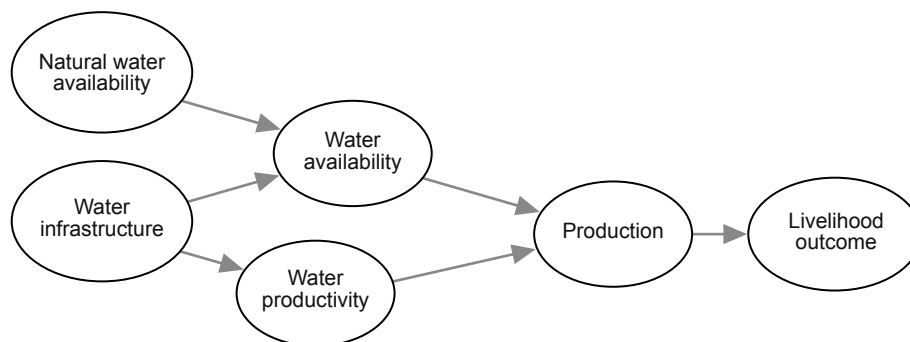 Natural water
availability
Water
availability
Water
infrastructure
Water
productivity
Production
Livelihood
outcome